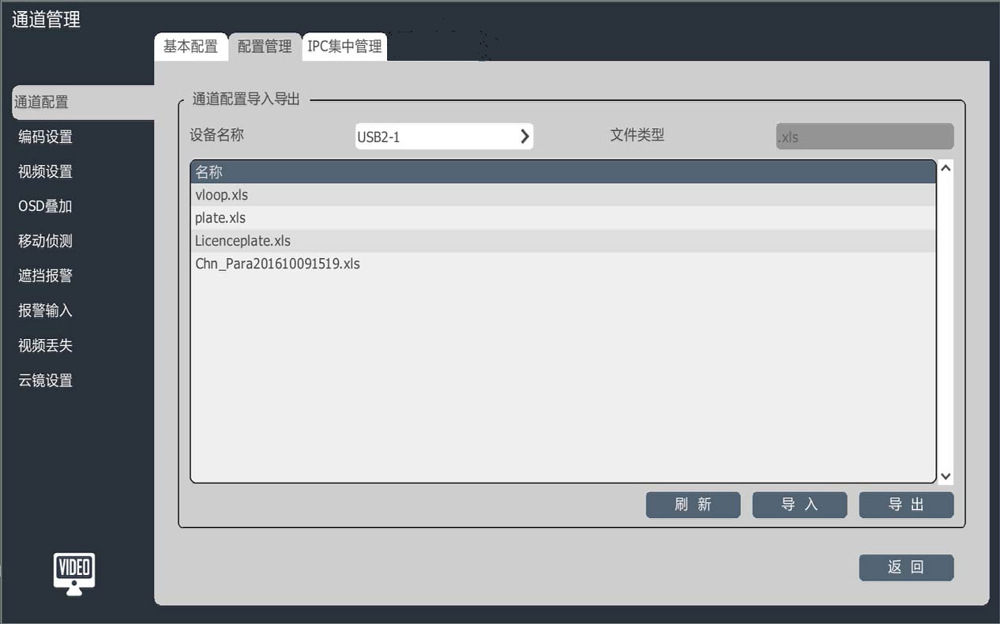 通道管理
基本配置 配置管理 IPC集中管理
通道配置
编码设置
视频设置
OSD叠加
移动侦测
遮挡报警
报警输入
视频丢失
云镜设置
VIDEO
通道配置导入导出
设备名称 USB2-1 文件类型 .xls
名称
vloop.xls
plate.xls
Licenceplate.xls
Chn_Para201610091519.xls
刷 新 导 入 导 出
返 回